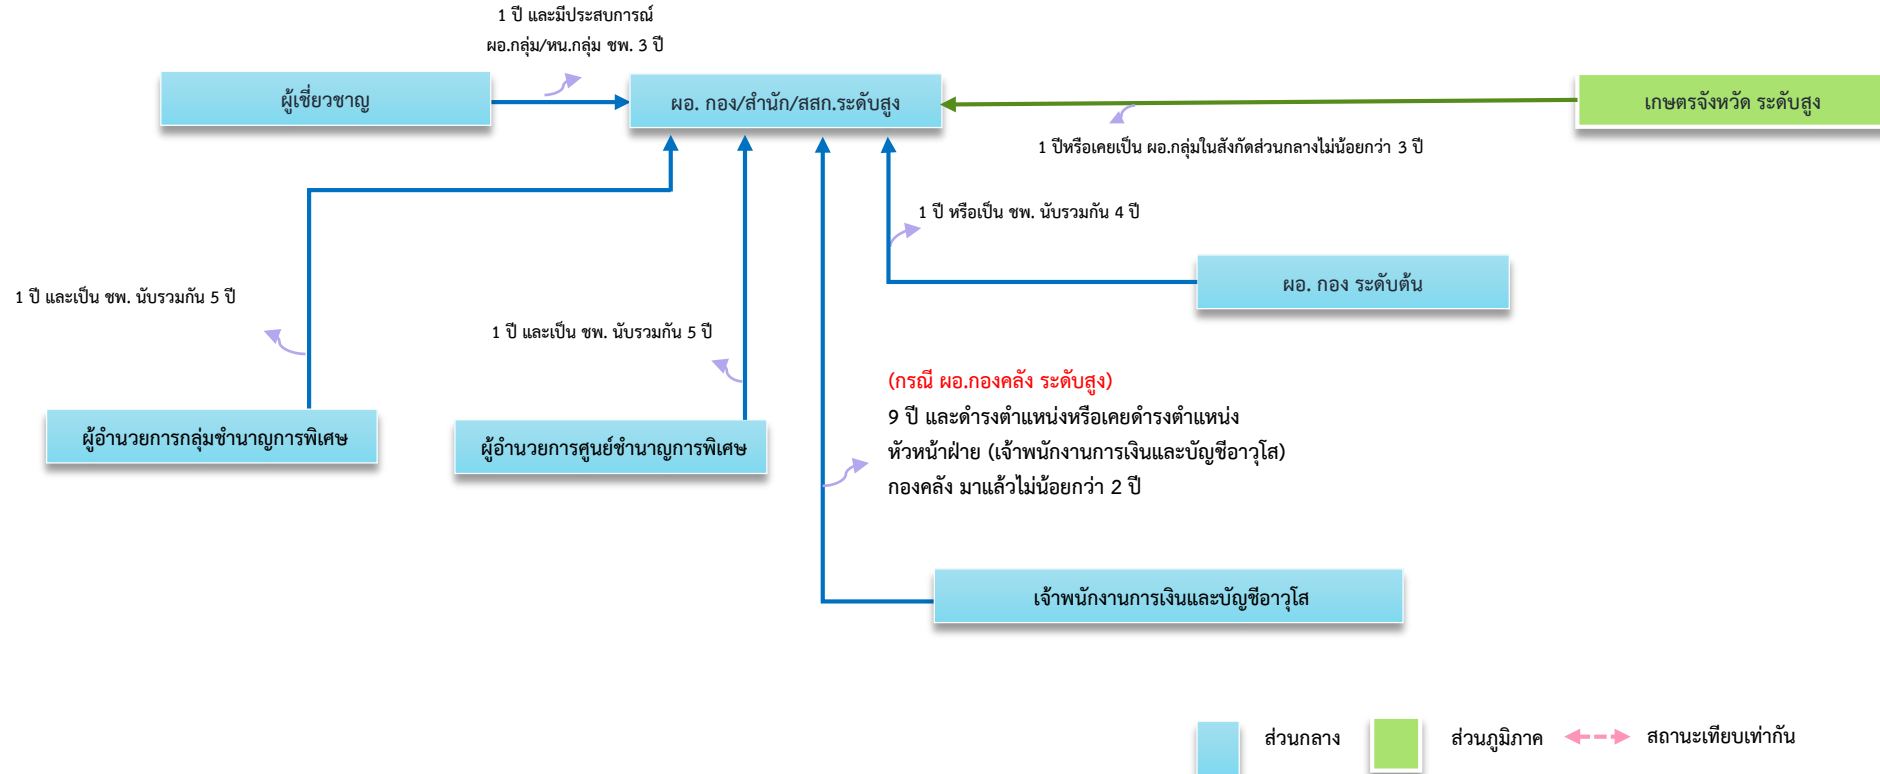 1 ปี และมีประสบการณ์
ผอ.กลุ่ม/หน.กลุ่ม ชพ. 3 ปี
ผู้เชี่ยวชาญ
ผอ. กอง/สำนัก/สสก.ระดับสูง
เกษตรจังหวัด ระดับสูง
1 ปีหรือเคยเป็น ผอ.กลุ่มในสังกัดส่วนกลางไม่น้อยกว่า 3 ปี
1 ปี หรือเป็น ชพ. นับรวมกัน 4 ปี
ผอ. กอง ระดับต้น
1 ปี และเป็น ชพ. นับรวมกัน 5 ปี
1 ปี และเป็น ชพ. นับรวมกัน 5 ปี
(กรณี ผอ.กองคลัง ระดับสูง)
9 ปี และดำรงตำแหน่งหรือเคยดำรงตำแหน่ง
หัวหน้าฝ่าย (เจ้าพนักงานการเงินและบัญชีอาวุโส)
กองคลัง มาแล้วไม่น้อยกว่า 2 ปี
ผู้อำนวยการกลุ่มชำนาญการพิเศษ
ผู้อำนวยการศูนย์ชำนาญการพิเศษ
เจ้าพนักงานการเงินและบัญชีอาวุโส
ส่วนกลาง
ส่วนภูมิภาค
สถานะเทียบเท่ากัน